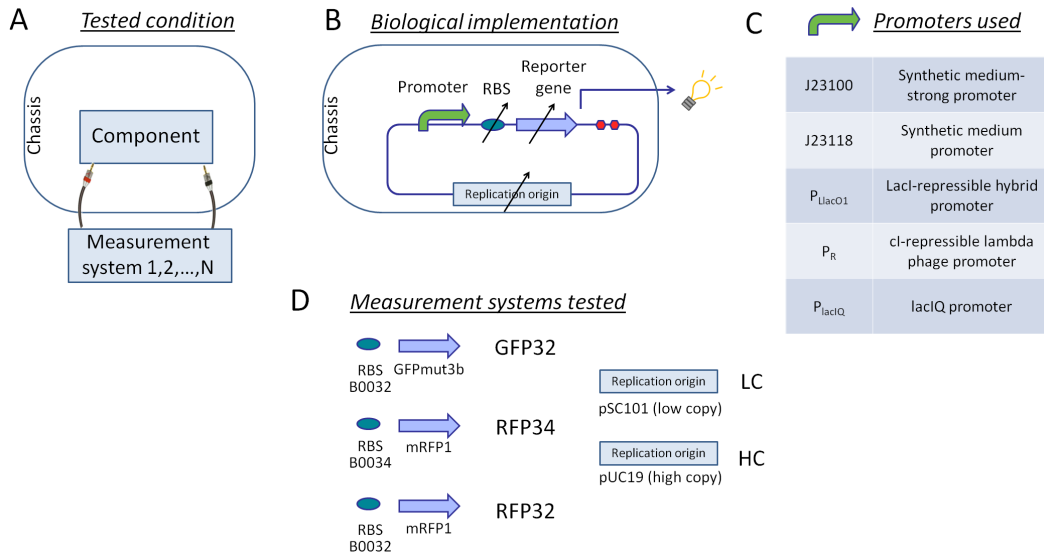 A
Tested condition
Chassis
Component
Measurement
system 1,2,...,N
B
Biological implementation
Chassis
Promoter
RBS
Reporter
gene
Replication origin
C
Promoters used
J23100
Synthetic medium-
strong promoter
J23118
Synthetic medium
promoter
PLlacO1
LacI-repressible hybrid
promoter
PR
cI-repressible lambda
phage promoter
PlacIQ
lacIQ promoter
D
Measurement systems tested
RBS
B0032
GFPmut3b
GFP32
RBS
B0034
mRFP1
RFP34
RBS
B0032
mRFP1
RFP32
Replication origin
LC
pSC101 (low copy)
Replication origin
HC
pUC19 (high copy)